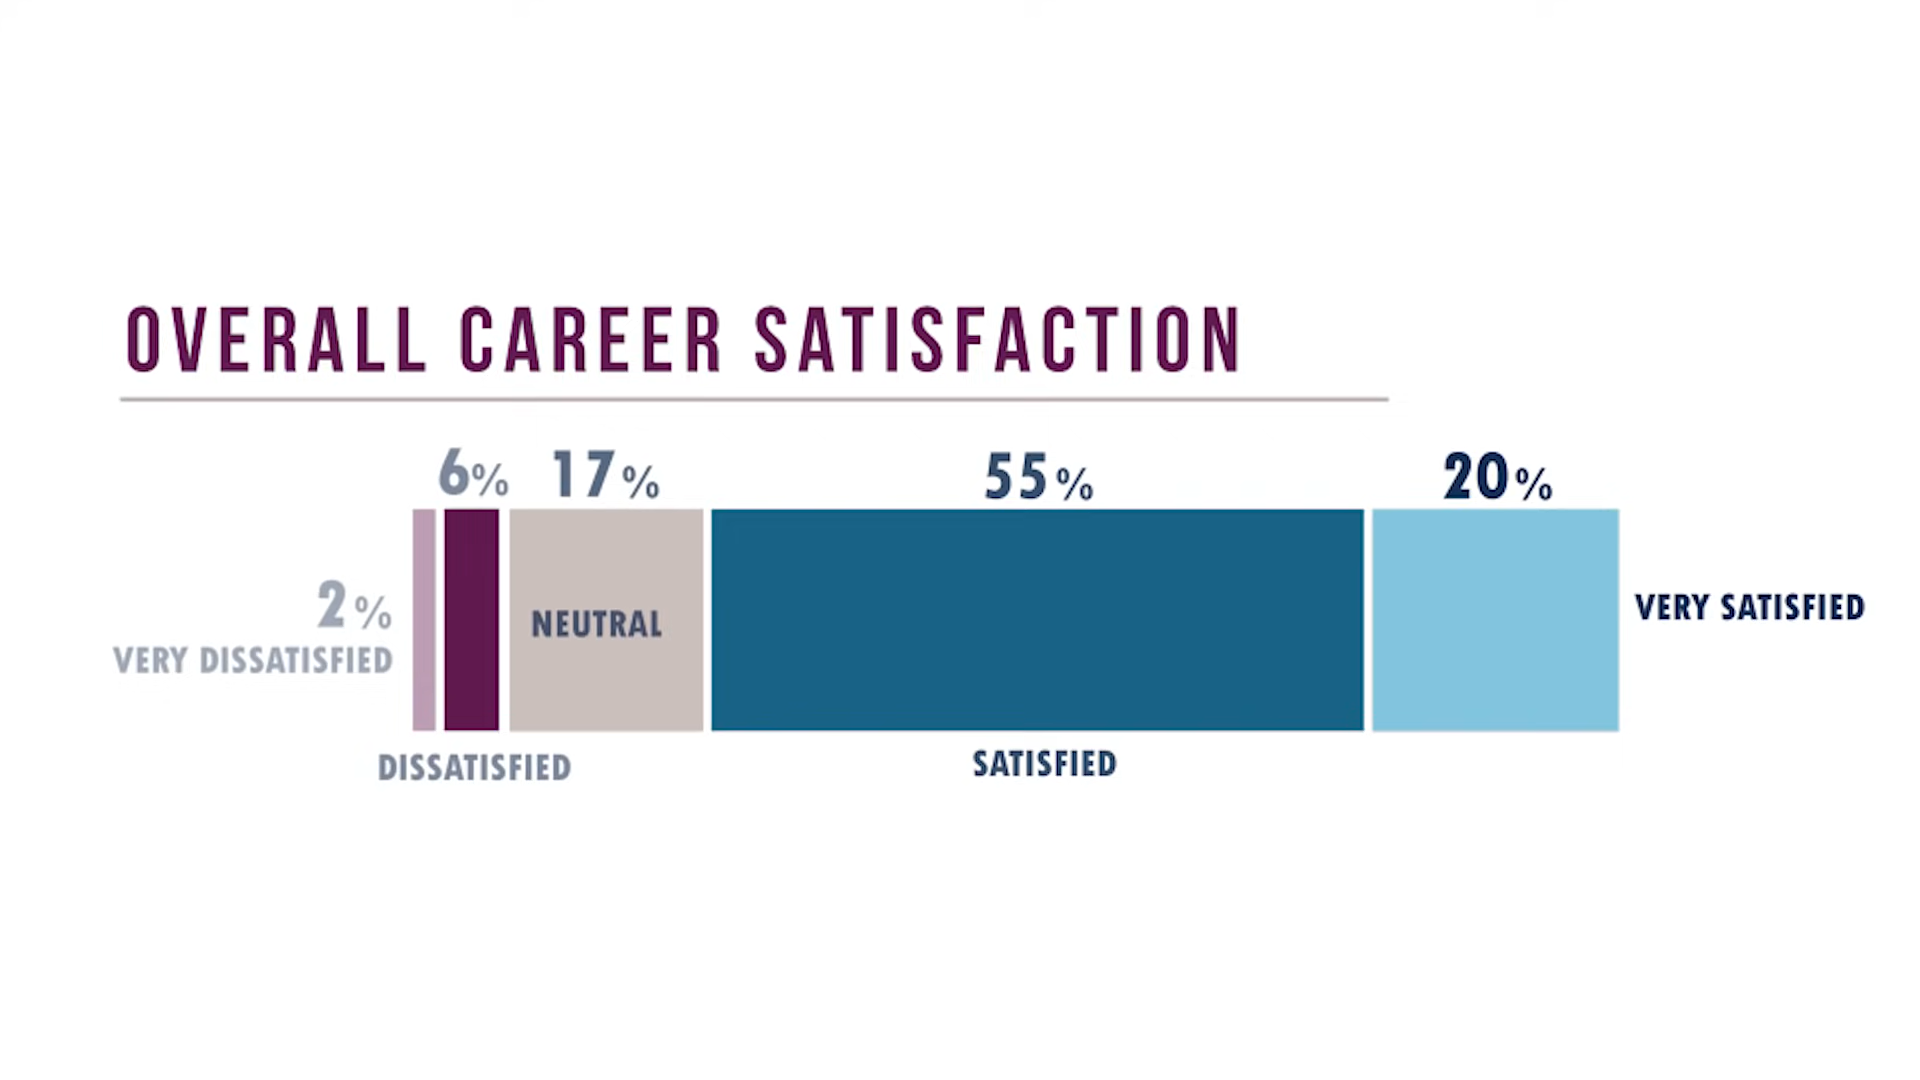 OVERALL CAREER SATISFACTION
6% 17% 55% 20%
2%
VERY DISSATISFIED
NEUTRAL
VERY SATISFIED
DISSATISFIED
SATISFIED